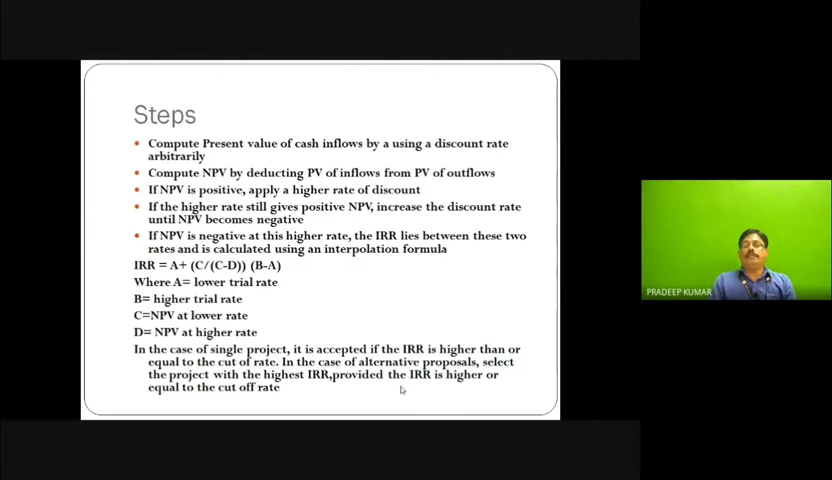 Steps
• Compute Present value of cash inflows by a using a discount rate
arbitrarily
• Compute NPV by deducting PV of inflows from PV of outflows
• If NPV is positive, apply a higher rate of discount
• If the higher rate still gives positive NPV, increase the discount rate
until NPV becomes negative
• If NPV is negative at this higher rate, the IRR lies between these two
rates and is calculated using an interpolation formula
IRR = A+ (C/(C-D)) (B-A)
Where A= lower trial rate
B= higher trial rate
C=NPV at lower rate
D= NPV at higher rate
In the case of single project, it is accepted if the IRR is higher than or
equal to the cut of rate. In the case of alternative proposals, select
the project with the highest IRR,provided the IRR is higher or
equal to the cut off rate
PRADEEP KUMAR